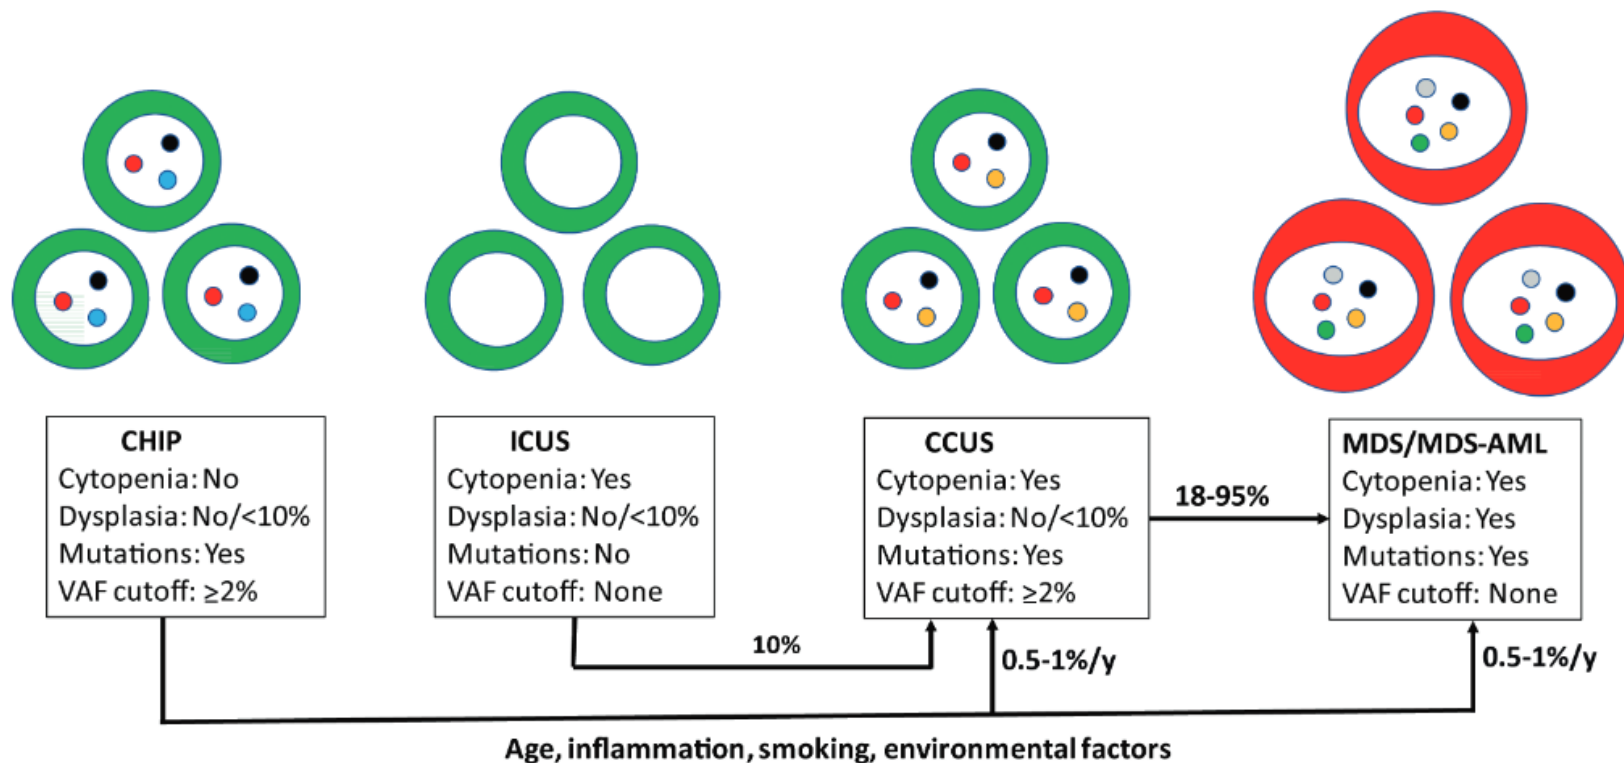 CHIP
Cytopenia: No
Dysplasia: No/<10%
Mutations: Yes
VAF cutoff: ≥2%
ICUS
Cytopenia: Yes
Dysplasia: No/<10%
Mutations: No
VAF cutoff: None
CCUS
Cytopenia: Yes
Dysplasia: No/<10%
Mutations: Yes
VAF cutoff: ≥2%
18-95%
MDS/MDS-AML
Cytopenia: Yes
Dysplasia: Yes
Mutations: Yes
VAF cutoff: None
10%
0.5-1%/y
0.5-1%/y
Age, inflammation, smoking, environmental factors